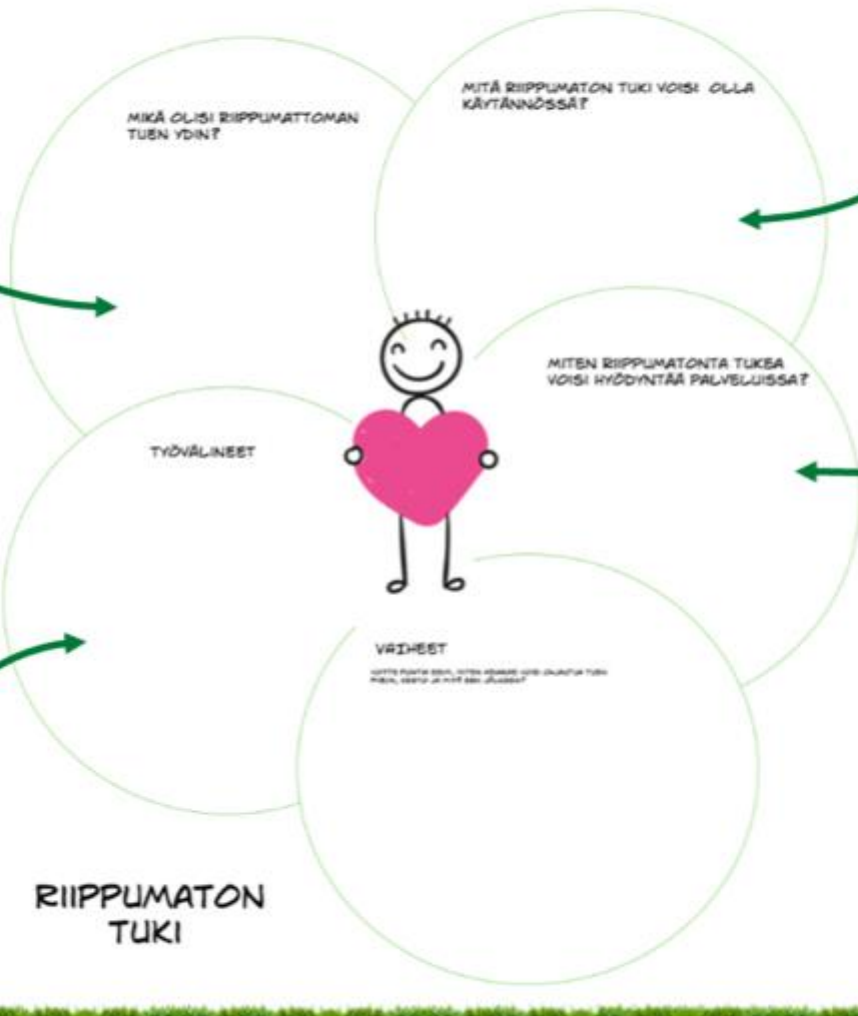 MIKÄ OLISI RIIPPUMATTOMAN
TUEN YDIN?
MITÄ RIIPPUMATON TUKI VOISI OLLA
KÄYTÄNNÖSSÄ?
MITEN RIIPPUMATONTA TUKEA
VOISI HYÖDYNTÄÄ PALVELUISSA?
TYÖVÄLINEET
VAIHEET
RIIPPUMATON
TUKI